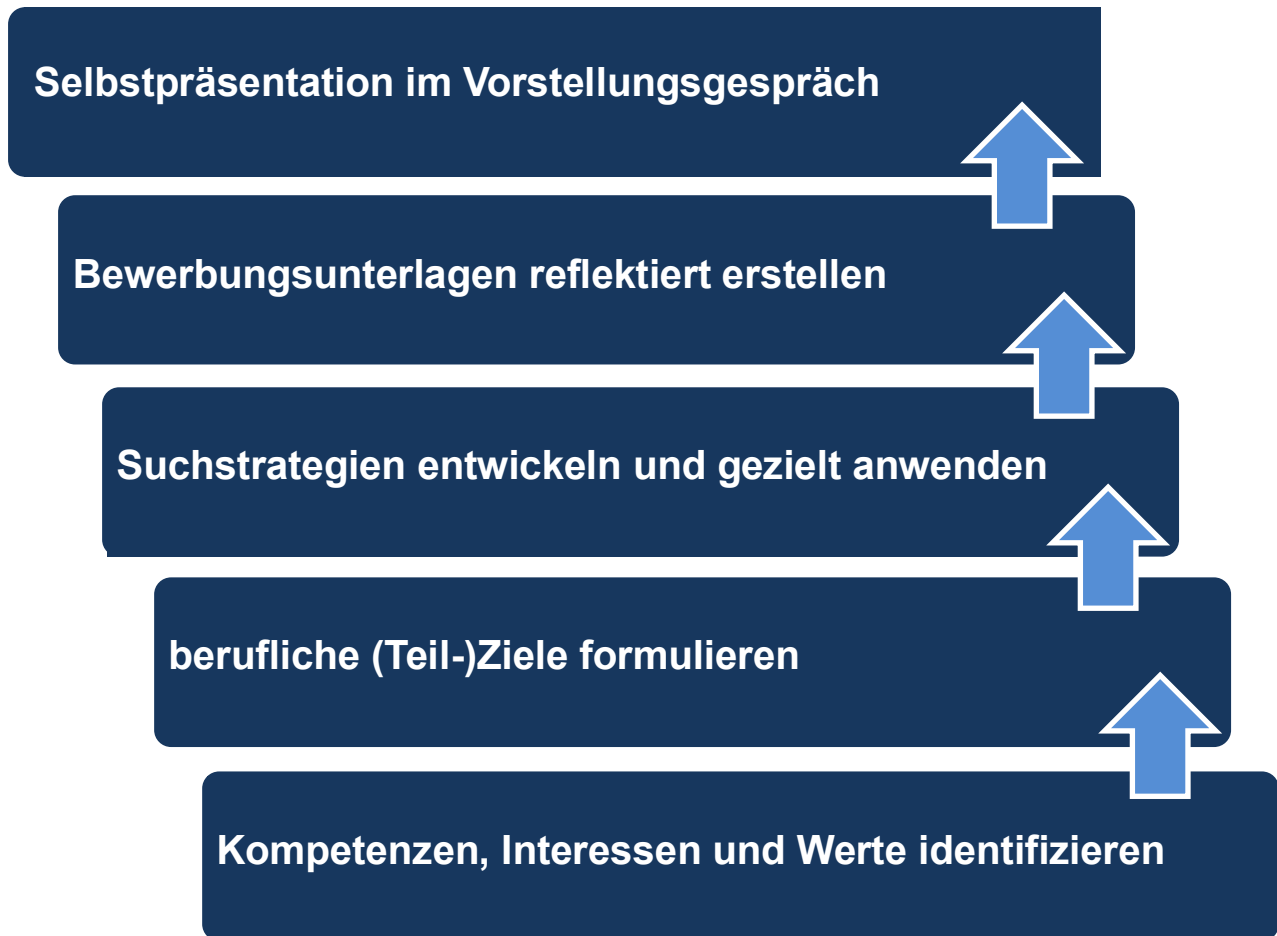 Selbstpräsentation im Vorstellungsgespräch
Bewerbungsunterlagen reflektiert erstellen
Suchstrategien entwickeln und gezielt anwenden
berufliche (Teil-)Ziele formulieren
Kompetenzen, Interessen und Werte identifizieren